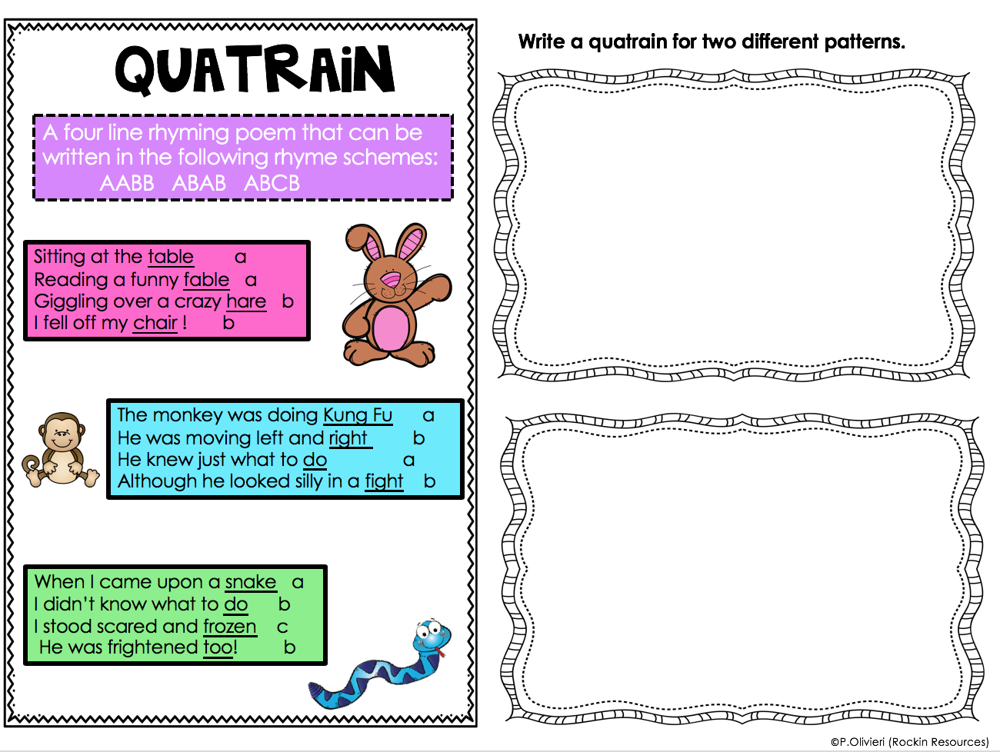 QUATRAiN
A four line rhyming poem that can be
written in the following rhyme schemes:
AABB ABAB ABCB
Sitting at the table a
Reading a funny fable a
Giggling over a crazy hare b
I fell off my chair ! b
The monkey was doing Kung Fu a
He was moving left and right b
He knew just what to do a
Although he looked silly in a fight b
When I came upon a snake a
I didn't know what to do b
I stood scared and frozen c
He was frightened too! b
Write a quatrain for two different patterns.
©P.Olivieri (Rockin Resources)